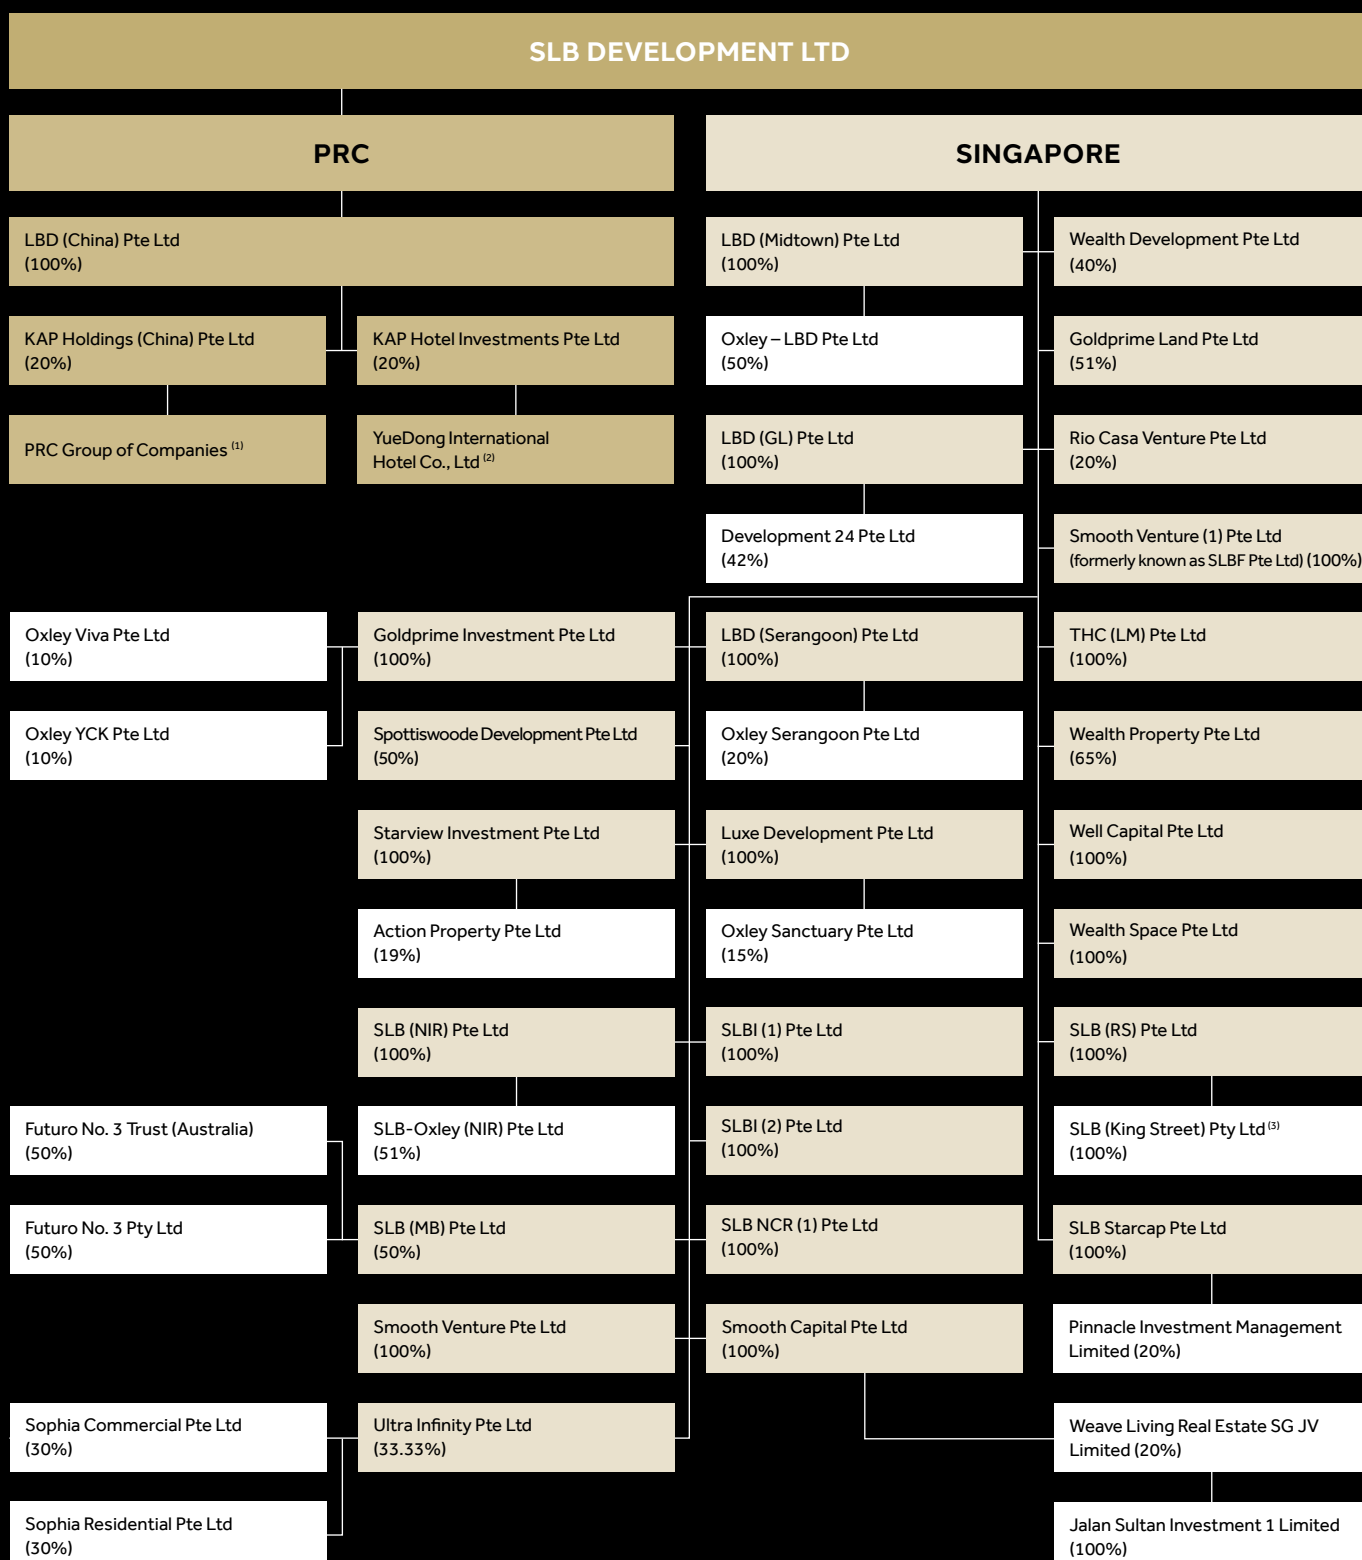 SLB DEVELOPMENT LTD
PRC
SINGAPORE
LBD (China) Pte Ltd
(100%)
KAP Holdings (China) Pte Ltd
(20%)
KAP Hotel Investments Pte Ltd
(20%)
PRC Group of Companies (1)
YueDong International
Hotel Co., Ltd (2)
LBD (Midtown) Pte Ltd
(100%)
Wealth Development Pte Ltd
(40%)
Oxley – LBD Pte Ltd
(50%)
Goldprime Land Pte Ltd
(51%)
LBD (GL) Pte Ltd
(100%)
Rio Casa Venture Pte Ltd
(20%)
Development 24 Pte Ltd
(42%)
Smooth Venture (1) Pte Ltd
(formerly known as SLBF Pte Ltd) (100%)
Oxley Viva Pte Ltd
(10%)
Goldprime Investment Pte Ltd
(100%)
LBD (Serangoon) Pte Ltd
(100%)
THC (LM) Pte Ltd
(100%)
Oxley YCK Pte Ltd
(10%)
Spottiswoode Development Pte Ltd
(50%)
Oxley Serangoon Pte Ltd
(20%)
Wealth Property Pte Ltd
(65%)
Starview Investment Pte Ltd
(100%)
Luxe Development Pte Ltd
(100%)
Well Capital Pte Ltd
(100%)
Action Property Pte Ltd
(19%)
Oxley Sanctuary Pte Ltd
(15%)
Wealth Space Pte Ltd
(100%)
SLB (NIR) Pte Ltd
(100%)
SLBI (1) Pte Ltd
(100%)
SLB (RS) Pte Ltd
(100%)
Futuro No. 3 Trust (Australia)
(50%)
SLB-Oxley (NIR) Pte Ltd
(51%)
SLBI (2) Pte Ltd
(100%)
SLB (King Street) Pty Ltd (3)
(100%)
Futuro No. 3 Pty Ltd
(50%)
SLB (MB) Pte Ltd
(50%)
SLB NCR (1) Pte Ltd
(100%)
SLB Starcap Pte Ltd
(100%)
Smooth Venture Pte Ltd
(100%)
Smooth Capital Pte Ltd
(100%)
Pinnacle Investment Management
Limited (20%)
Sophia Commercial Pte Ltd
(30%)
Ultra Infinity Pte Ltd
(33.33%)
Weave Living Real Estate SG JV
Limited (20%)
Sophia Residential Pte Ltd
(30%)
Jalan Sultan Investment 1 Limited
(100%)